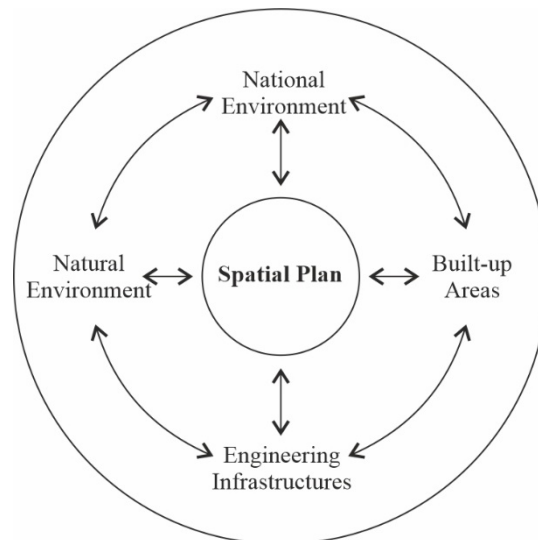 National
Environment
Natural
Environment
Spatial Plan
Built-up
Areas
Engineering
Infrastructures